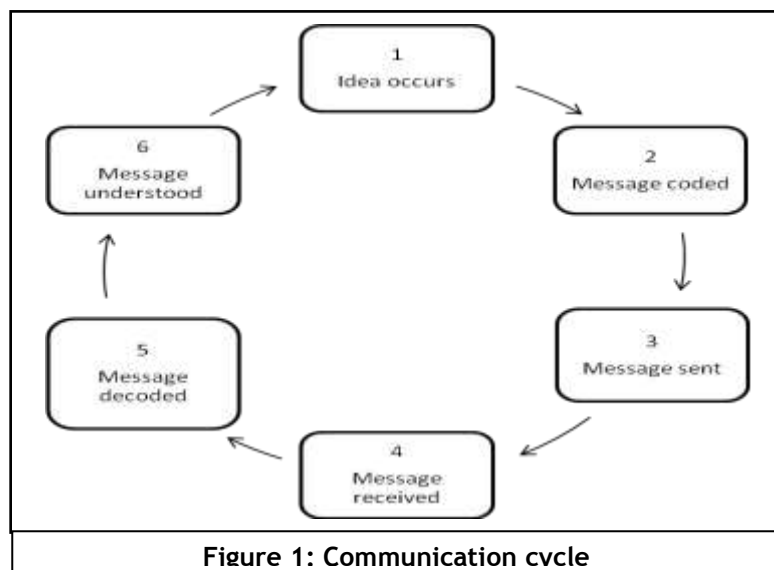 1
Idea occurs
2
Message coded
3
Message sent
4
Message
received
5
Message
decoded
6
Message
understood
Figure 1: Communication cycle